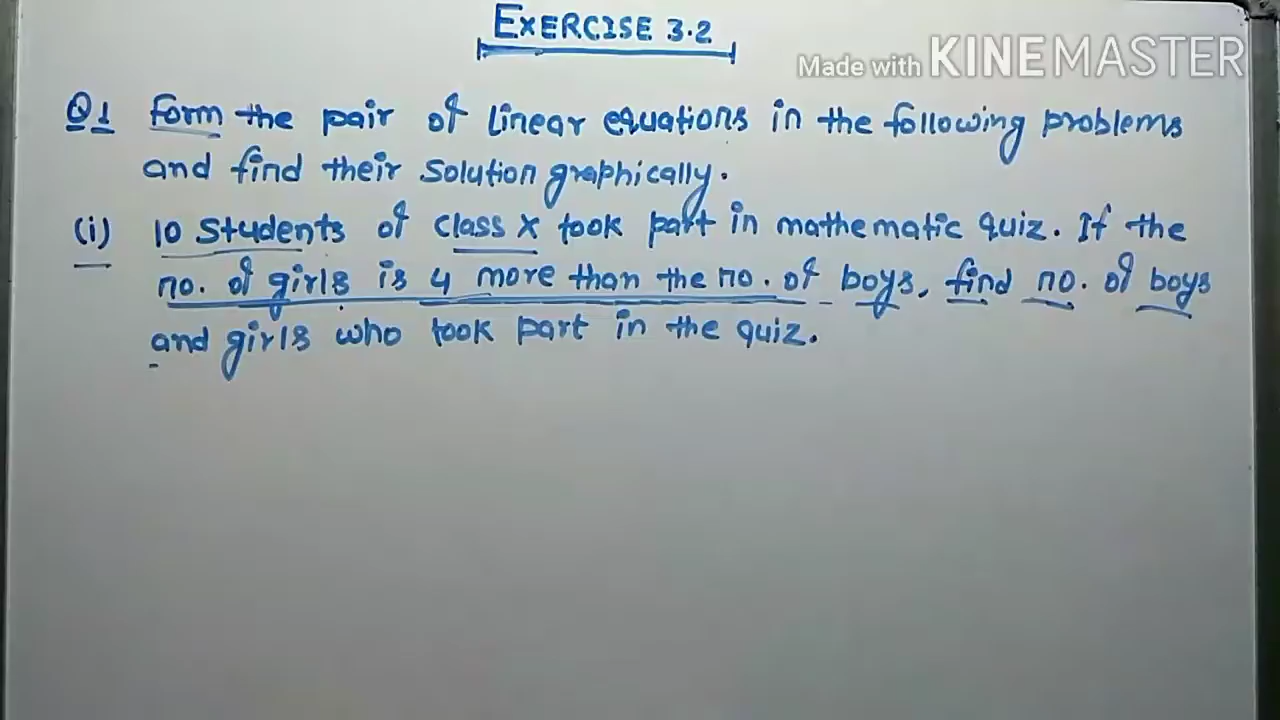 EXERCISE 3.2
Made with KINEMASTER
Q1 Form the pair of linear equations in the following problems
and find their solution graphically.
(i) 10 students of class X took part in mathematic quiz. If the
no. of girls is 4 more than the no. of boys, find no. of boys
and girls who took part in the quiz.